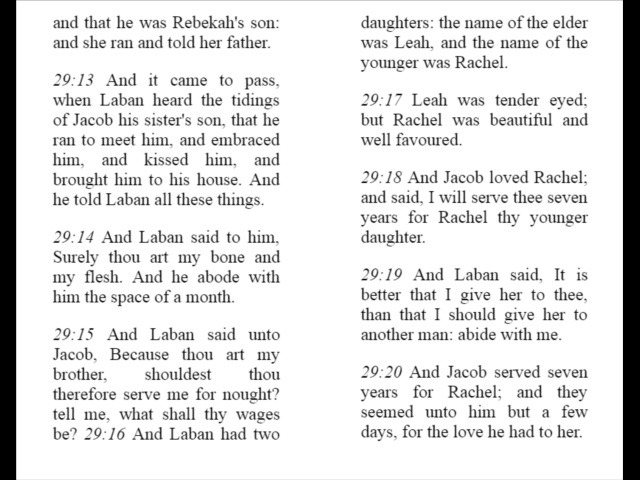 and that he was Rebekah's son:
and she ran and told her father.
29:13 And it came to pass,
when Laban heard the tidings
of Jacob his sister's son, that he
ran to meet him, and embraced
him, and kissed him, and
brought him to his house. And
he told Laban all these things.
29:14 And Laban said to him,
Surely thou art my bone and
my flesh. And he abode with
him the space of a month.
29:15 And Laban said unto
Jacob, Because thou art my
brother, shouldest thou
therefore serve me for nought?
tell me, what shall thy wages
be? 29:16 And Laban had two
daughters: the name of the elder
was Leah, and the name of the
younger was Rachel.
29:17 Leah was tender eyed;
but Rachel was beautiful and
well favoured.
29:18 And Jacob loved Rachel;
and said, I will serve thee seven
years for Rachel thy younger
daughter.
29:19 And Laban said, It is
better that I give her to thee,
than that I should give her to
another man: abide with me.
29:20 And Jacob served seven
years for Rachel; and they
seemed unto him but a few
days, for the love he had to her.